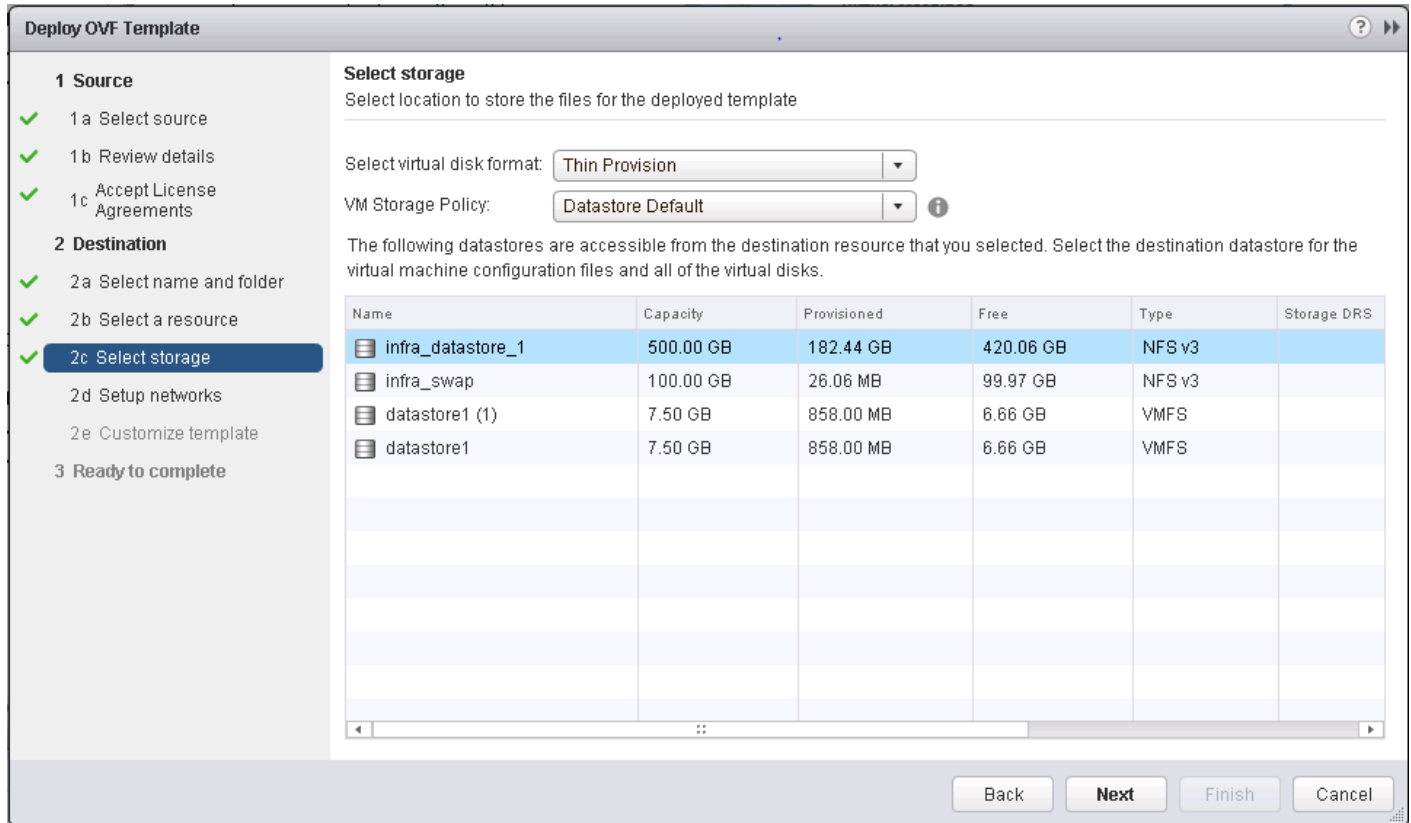 Deploy OVF Template
1 Source
1a Select source
1b Review details
1c Accept License
Agreements
2 Destination
2a Select name and folder
2b Select a resource
2c Select storage
2d Setup networks
2e Customize template
3 Ready to complete
Select storage
Select location to store the files for the deployed template
Select virtual disk format: Thin Provision
VM Storage Policy: Datastore Default
The following datastores are accessible from the destination resource that you selected. Select the destination datastore for the
virtual machine configuration files and all of the virtual disks.
Name Capacity Provisioned Free Type Storage DRS
infra_datastore_1 500.00 GB 182.44 GB 420.06 GB NFS v3
infra_swap 100.00 GB 26.06 MB 99.97 GB NFS v3
datastore1 (1) 7.50 GB 858.00 MB 6.66 GB VMFS
datastore1 7.50 GB 858.00 MB 6.66 GB VMFS
Back Next Finish Cancel